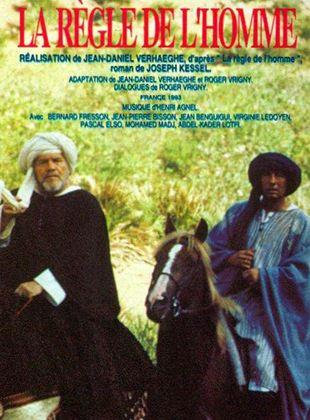 LA RÈGLE DE L'HOMME
RÉALISATION de JEAN-DANIEL VERHAEGHE, d'après " La règle de l'homme ",
roman de JOSEPH KESSEL.
ADAPTATION de JEAN-DANIEL VERHAEGHE et ROGER VRIGNY.
DIALOGUES de ROGER VRIGNY.
FRANCE 1993
MUSIQUE d'HENRI AGNEL.
Avec : BERNARD FRESSON, JEAN-PIERRE BISSON, JEAN BENGUIGUI, VIRGINIE LEDOYEN,
PASCAL ELSO, MOHAMED MADJ, ABDEL-KADER LOTFI.